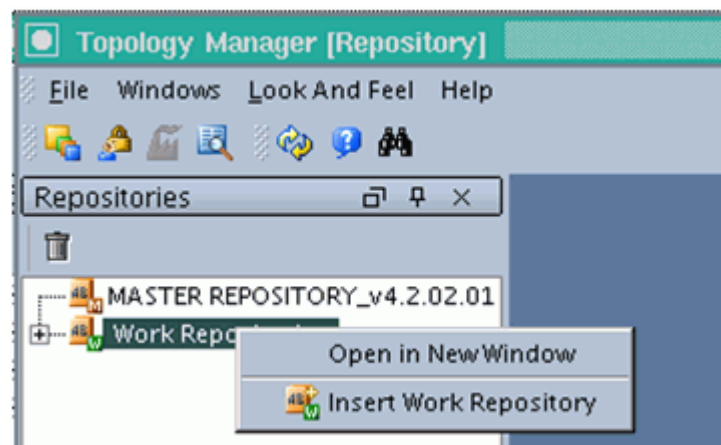 Topology Manager [Repository]
File Windows Look And Feel Help
Repositories
MASTER REPOSITORY_v4.2.02.01
Work
Open in New Window
Insert Work Repository